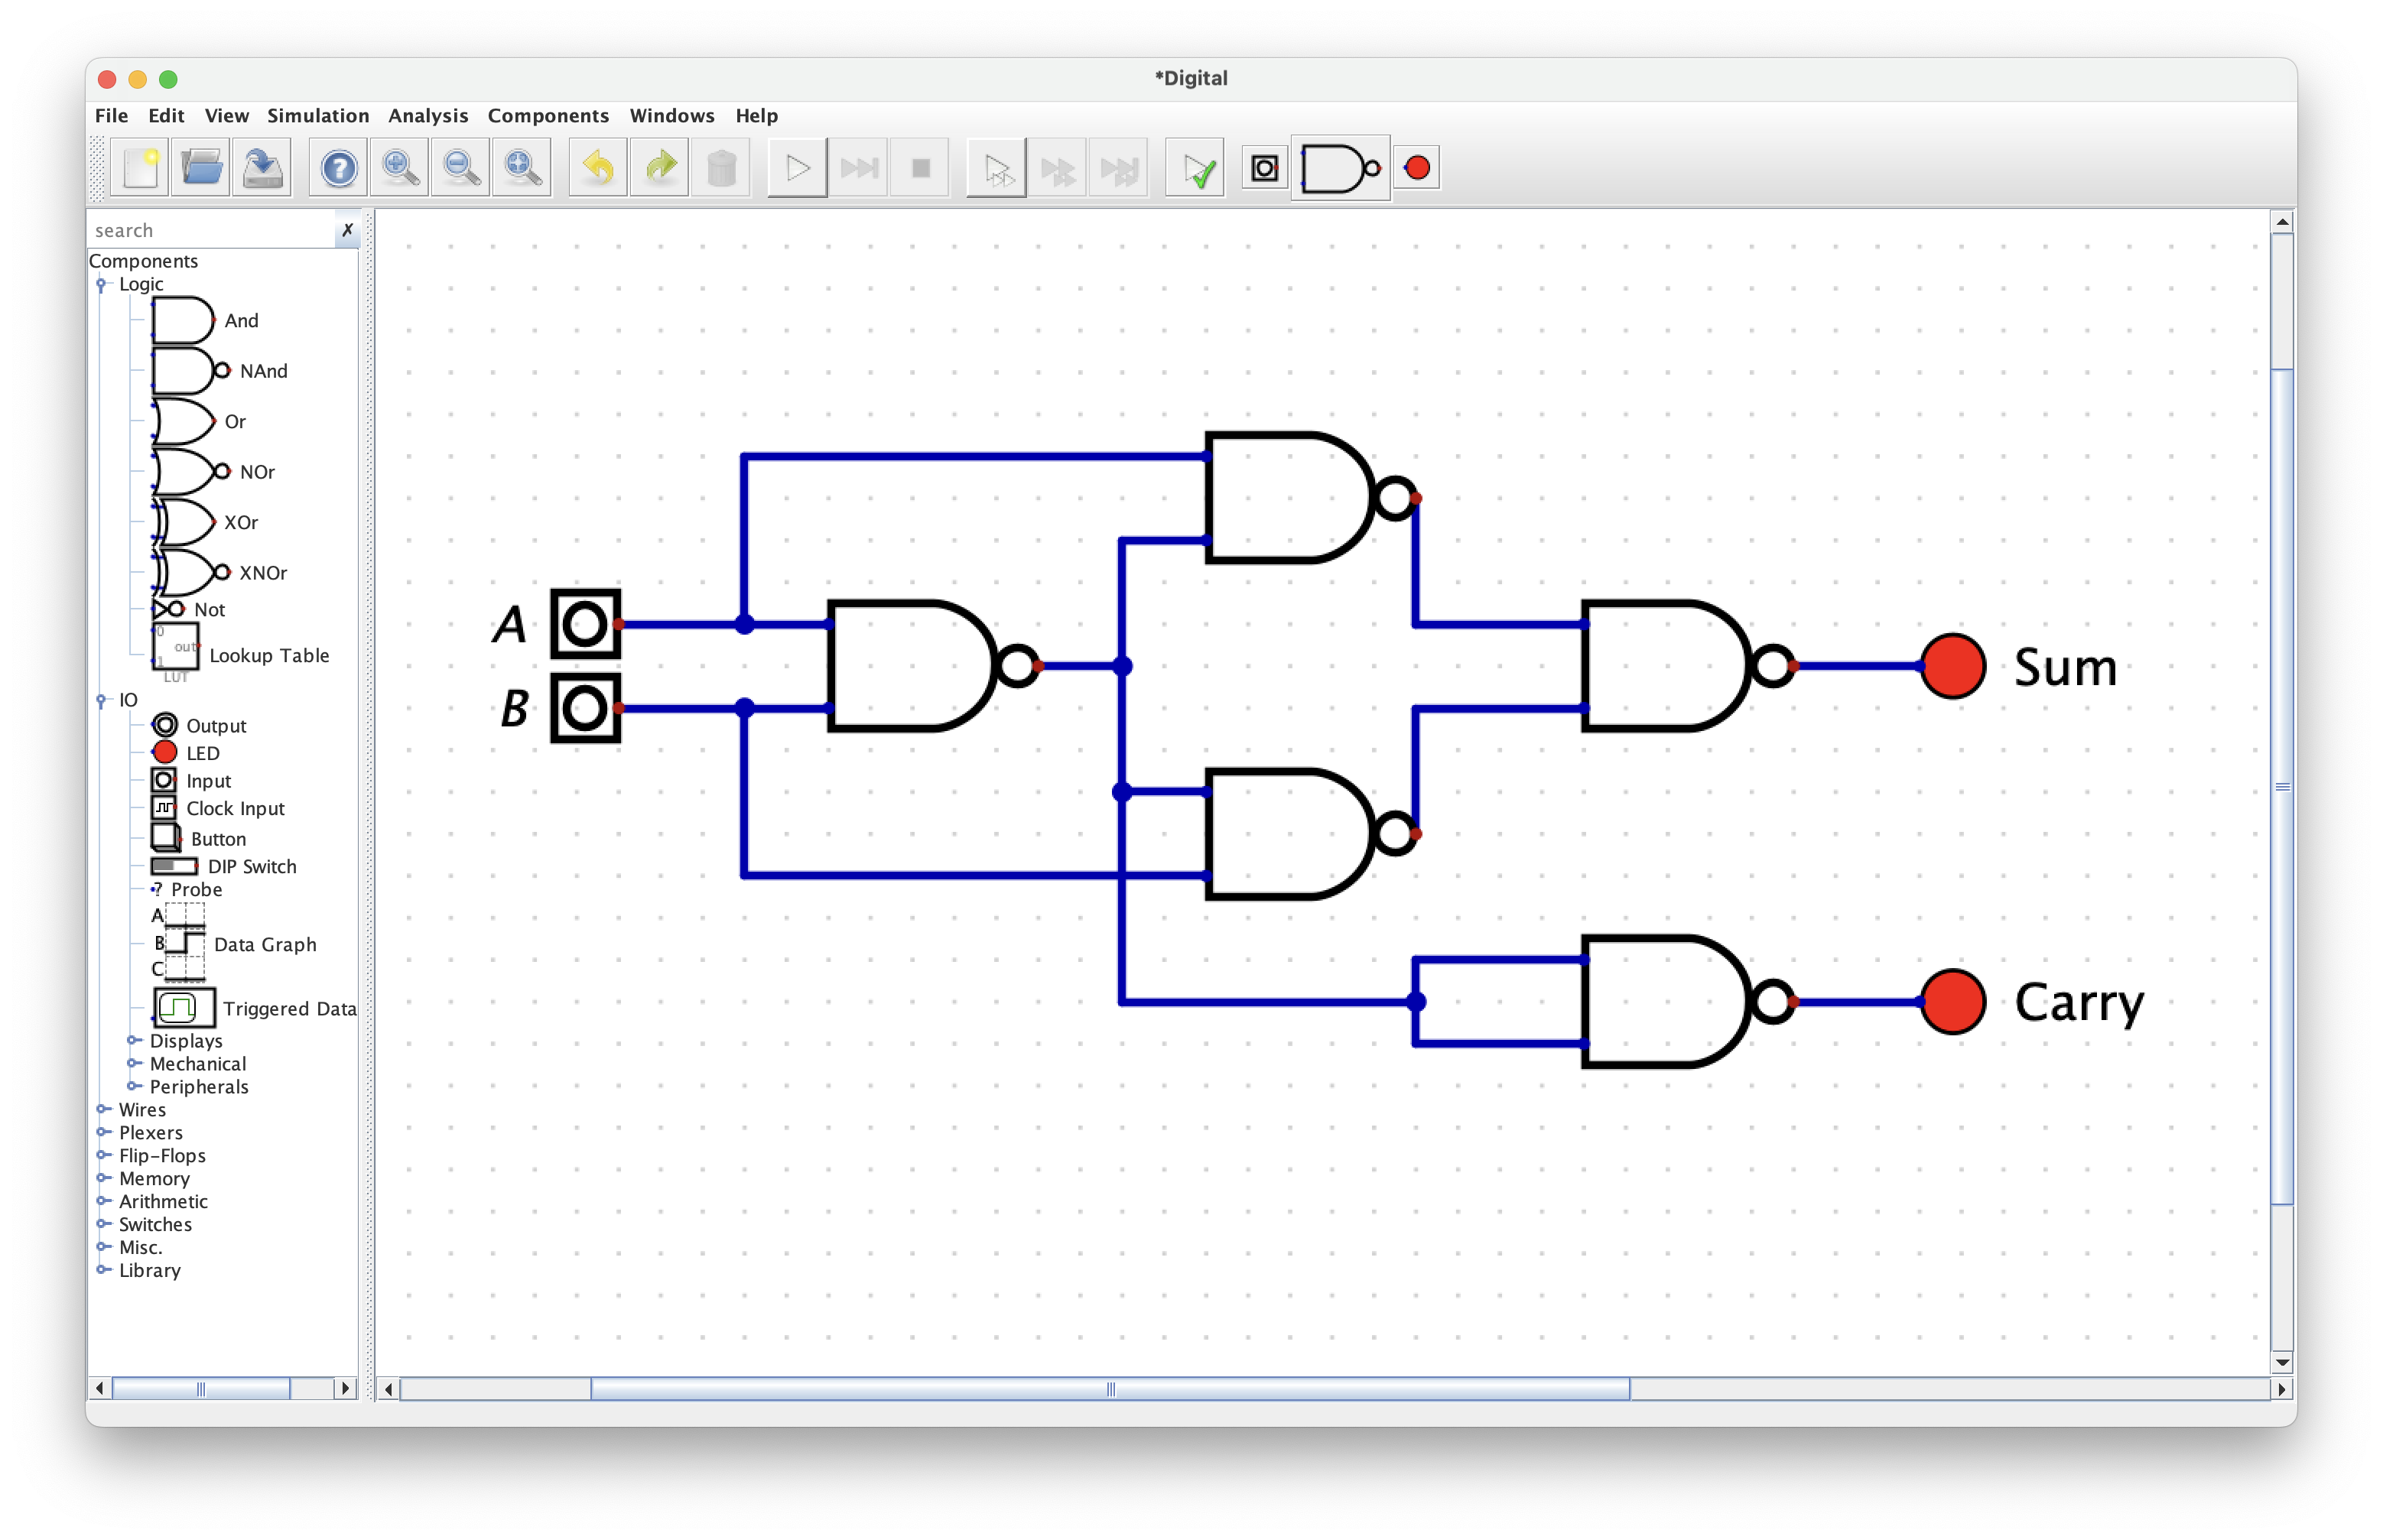 *Digital
File Edit View Simulation Analysis Components Windows Help
search
Components
Logic
And
NAnd
Or
NOr
XOr
XNOr
Not
0
out
1
Lookup Table
LUT
IO
Output
LED
Input
Clock Input
Button
DIP Switch
? Probe
A
B
C
Data Graph
Triggered Data
Displays
Mechanical
Peripherals
Wires
Plexers
Flip-Flops
Memory
Arithmetic
Switches
Misc.
Library
A
B
Sum
Carry